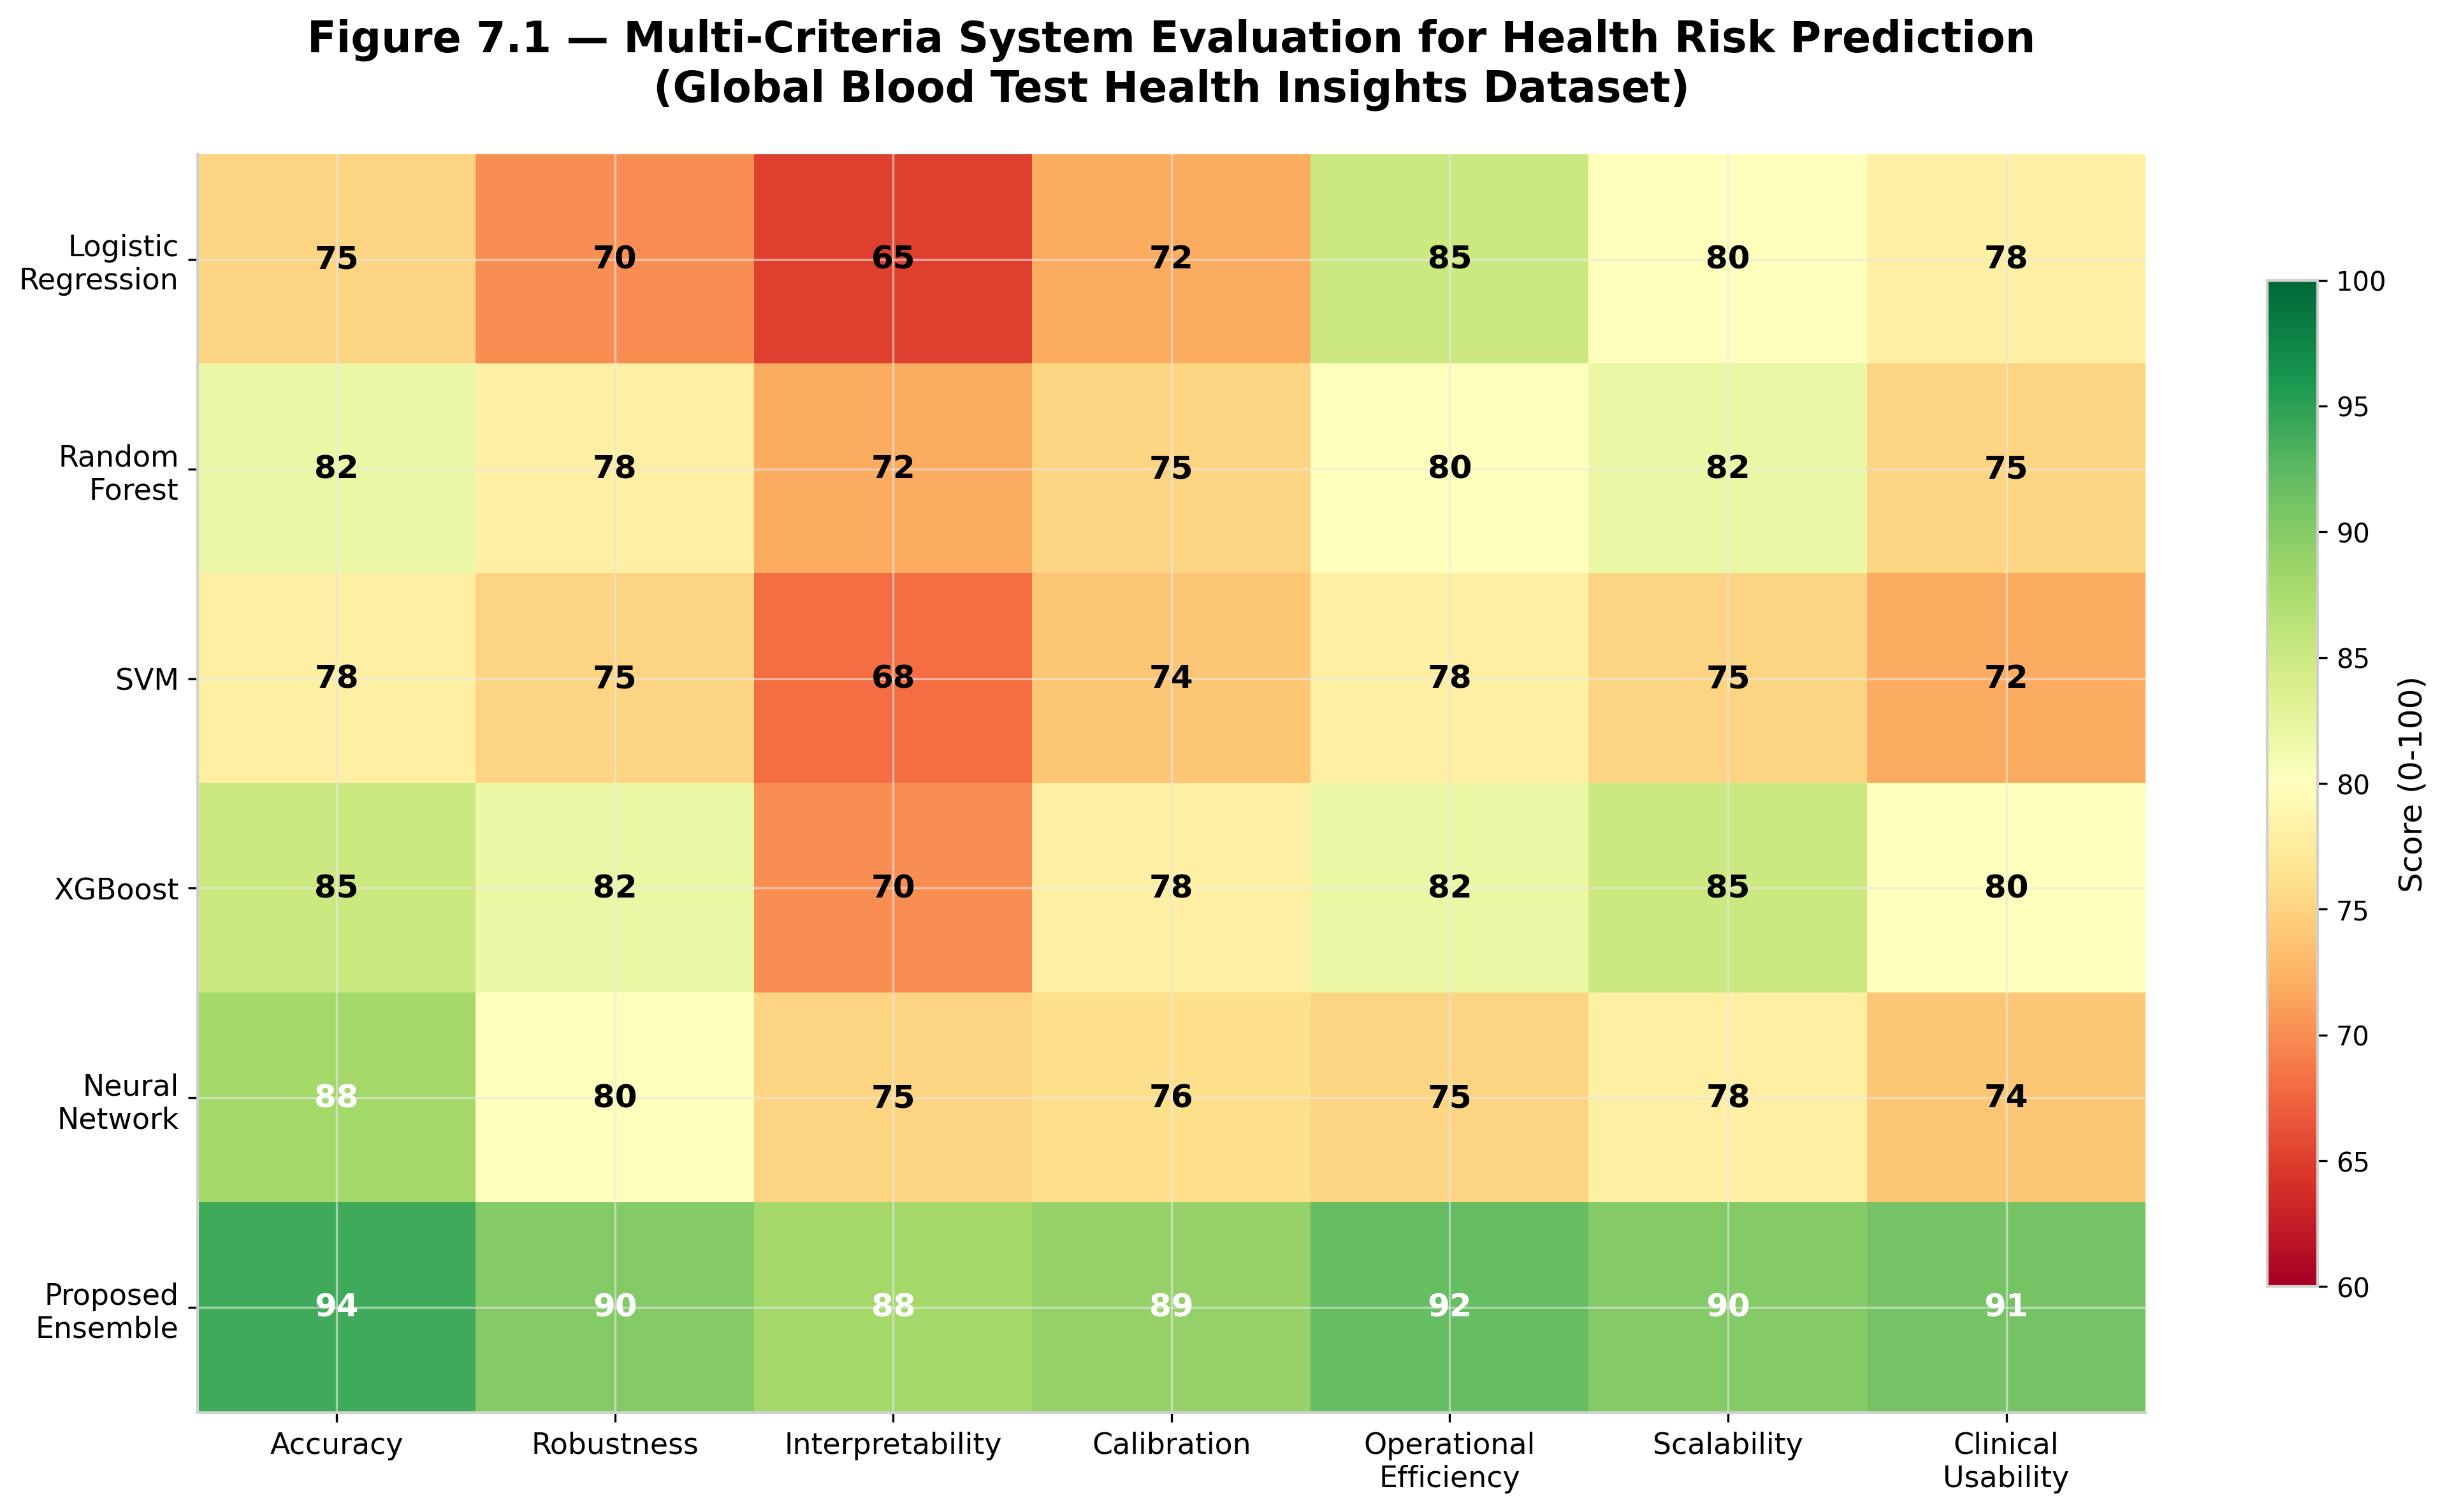 Figure 7.1 — Multi-Criteria System Evaluation for Health Risk Prediction
(Global Blood Test Health Insights Dataset)
Logistic
Regression
75 70 65 72 85 80 78
Random
Forest
82 78 72 75 80 82 75
SVM
78 75 68 74 78 75 72
XGBoost
85 82 70 78 82 85 80
Neural
Network
88 80 75 76 75 78 74
Proposed
Ensemble
94 90 88 89 92 90 91
Accuracy
Robustness
Interpretability
Calibration
Operational
Efficiency
Scalability
Clinical
Usability
100
95
90
85
80
75
70
65
60
Score (0-100)